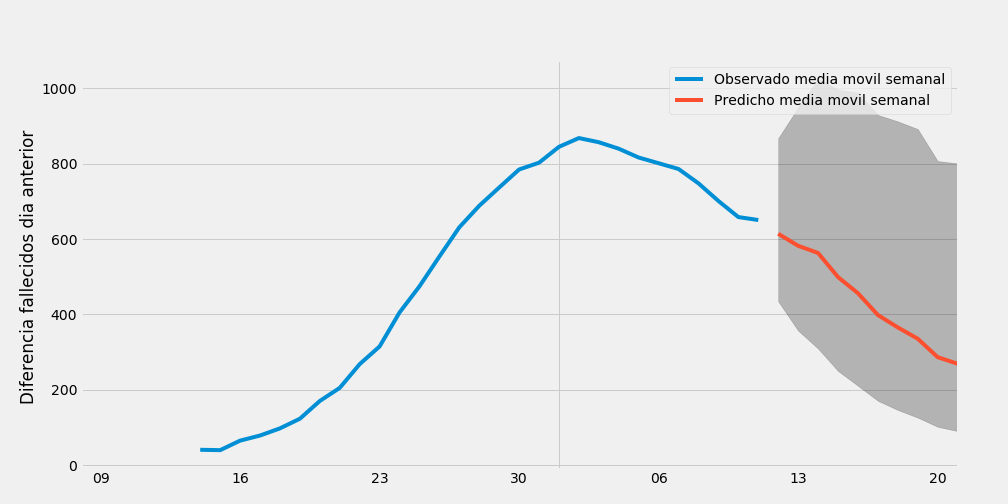 Observado media movil semanal
Predicho media movil semanal
Diferencia fallecidos dia anterior
1000
800
600
400
200
0
09 16 23 30 06 13 20